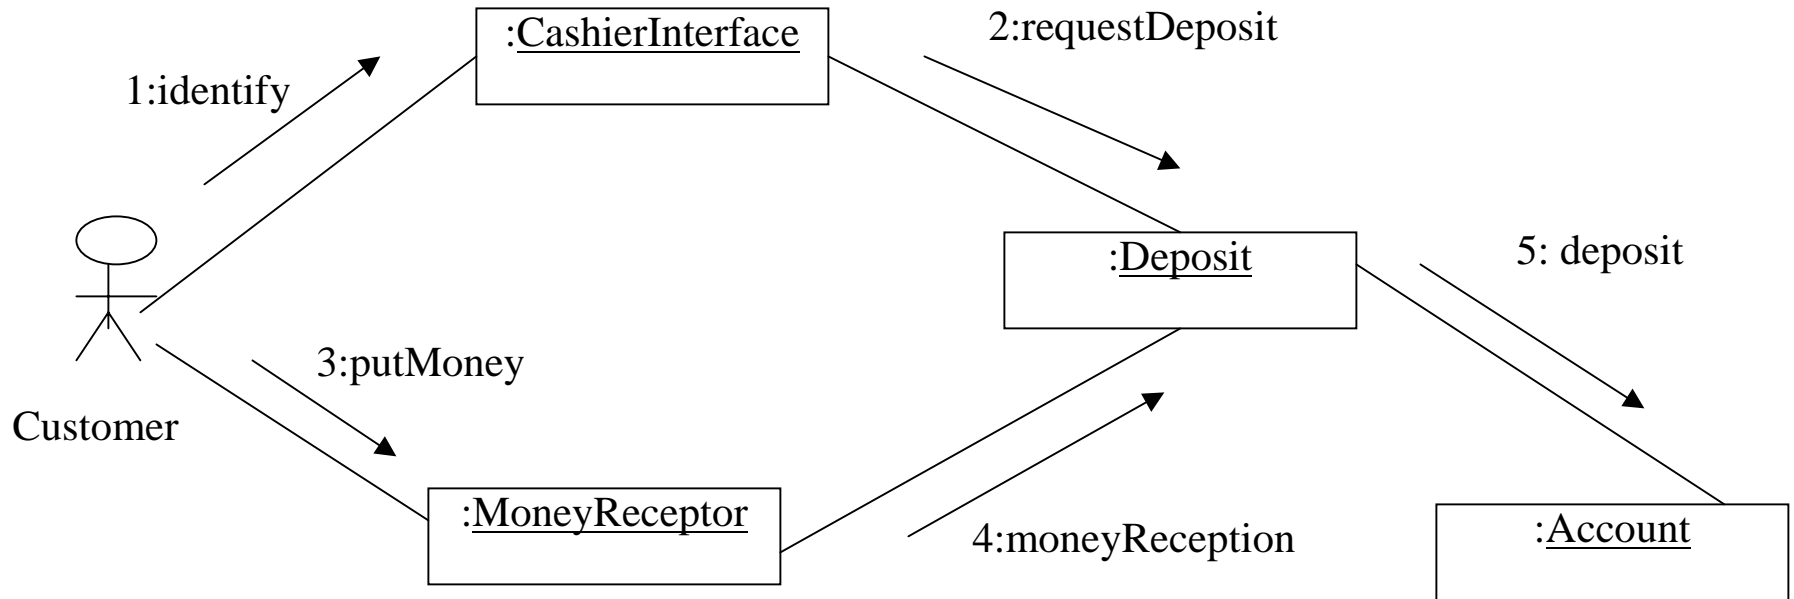 :CashierInterface
2:requestDeposit
1:identify
:Deposit
5: deposit
3:putMoney
Customer
:MoneyReceptor
4:moneyReception
:Account